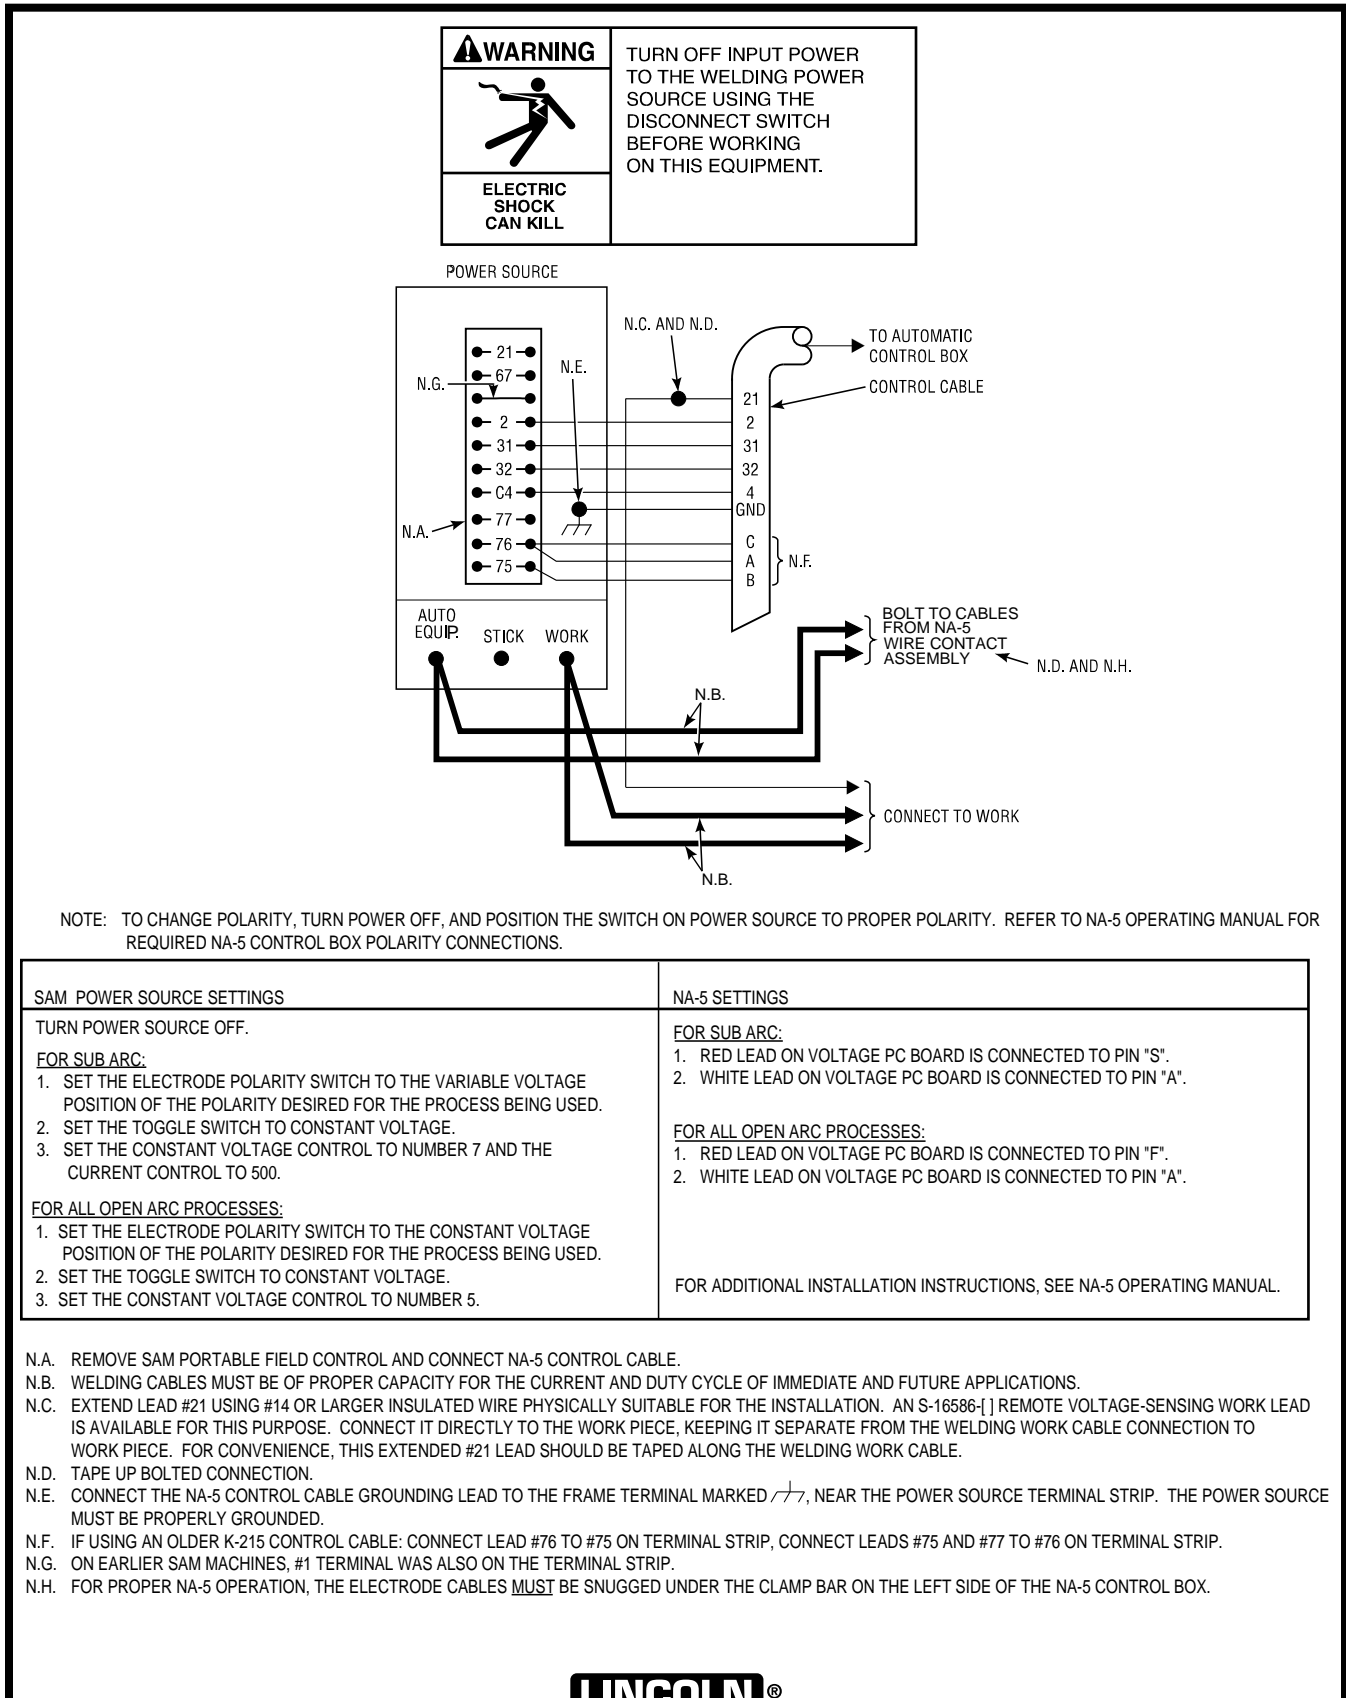 WARNING
ELECTRIC
SHOCK
CAN KILL
TURN OFF INPUT POWER
TO THE WELDING POWER
SOURCE USING THE
DISCONNECT SWITCH
BEFORE WORKING
ON THIS EQUIPMENT.
POWER SOURCE
N.C. AND N.D.
TO AUTOMATIC
CONTROL BOX
CONTROL CABLE
N.E.
N.G.
N.A.
21
67
2
31
32
C4
77
76
75
21
2
31
32
4
GND
C
A
B
N.F.
AUTO
EQUIP.
STICK
WORK
BOLT TO CABLES
FROM NA-5
WIRE CONTACT
ASSEMBLY
N.D. AND N.H.
N.B.
CONNECT TO WORK
N.B.
NOTE: TO CHANGE POLARITY, TURN POWER OFF, AND POSITION THE SWITCH ON POWER SOURCE TO PROPER POLARITY. REFER TO NA-5 OPERATING MANUAL FOR
REQUIRED NA-5 CONTROL BOX POLARITY CONNECTIONS.
SAM POWER SOURCE SETTINGS
TURN POWER SOURCE OFF.
FOR SUB ARC:
1. SET THE ELECTRODE POLARITY SWITCH TO THE VARIABLE VOLTAGE
POSITION OF THE POLARITY DESIRED FOR THE PROCESS BEING USED.
2. SET THE TOGGLE SWITCH TO CONSTANT VOLTAGE.
3. SET THE CONSTANT VOLTAGE CONTROL TO NUMBER 7 AND THE
CURRENT CONTROL TO 500.
FOR ALL OPEN ARC PROCESSES:
1. SET THE ELECTRODE POLARITY SWITCH TO THE CONSTANT VOLTAGE
POSITION OF THE POLARITY DESIRED FOR THE PROCESS BEING USED.
2. SET THE TOGGLE SWITCH TO CONSTANT VOLTAGE.
3. SET THE CONSTANT VOLTAGE CONTROL TO NUMBER 5.
NA-5 SETTINGS
FOR SUB ARC:
1. RED LEAD ON VOLTAGE PC BOARD IS CONNECTED TO PIN "S".
2. WHITE LEAD ON VOLTAGE PC BOARD IS CONNECTED TO PIN "A".
FOR ALL OPEN ARC PROCESSES:
1. RED LEAD ON VOLTAGE PC BOARD IS CONNECTED TO PIN "F".
2. WHITE LEAD ON VOLTAGE PC BOARD IS CONNECTED TO PIN "A".
FOR ADDITIONAL INSTALLATION INSTRUCTIONS, SEE NA-5 OPERATING MANUAL.
N.A. REMOVE SAM PORTABLE FIELD CONTROL AND CONNECT NA-5 CONTROL CABLE.
N.B. WELDING CABLES MUST BE OF PROPER CAPACITY FOR THE CURRENT AND DUTY CYCLE OF IMMEDIATE AND FUTURE APPLICATIONS.
N.C. EXTEND LEAD #21 USING #14 OR LARGER INSULATED WIRE PHYSICALLY SUITABLE FOR THE INSTALLATION. AN S-16586-[ ] REMOTE VOLTAGE-SENSING WORK LEAD
IS AVAILABLE FOR THIS PURPOSE. CONNECT IT DIRECTLY TO THE WORK PIECE, KEEPING IT SEPARATE FROM THE WELDING WORK CABLE CONNECTION TO
WORK PIECE. FOR CONVENIENCE, THIS EXTENDED #21 LEAD SHOULD BE TAPED ALONG THE WELDING WORK CABLE.
N.D. TAPE UP BOLTED CONNECTION.
N.E. CONNECT THE NA-5 CONTROL CABLE GROUNDING LEAD TO THE FRAME TERMINAL MARKED , NEAR THE POWER SOURCE TERMINAL STRIP. THE POWER SOURCE
MUST BE PROPERLY GROUNDED.
N.F. IF USING AN OLDER K-215 CONTROL CABLE: CONNECT LEAD #76 TO #75 ON TERMINAL STRIP, CONNECT LEADS #75 AND #77 TO #76 ON TERMINAL STRIP.
N.G. ON EARLIER SAM MACHINES, #1 TERMINAL WAS ALSO ON THE TERMINAL STRIP.
N.H. FOR PROPER NA-5 OPERATION, THE ELECTRODE CABLES MUST BE SNUGGED UNDER THE CLAMP BAR ON THE LEFT SIDE OF THE NA-5 CONTROL BOX.
LINCOLN ®